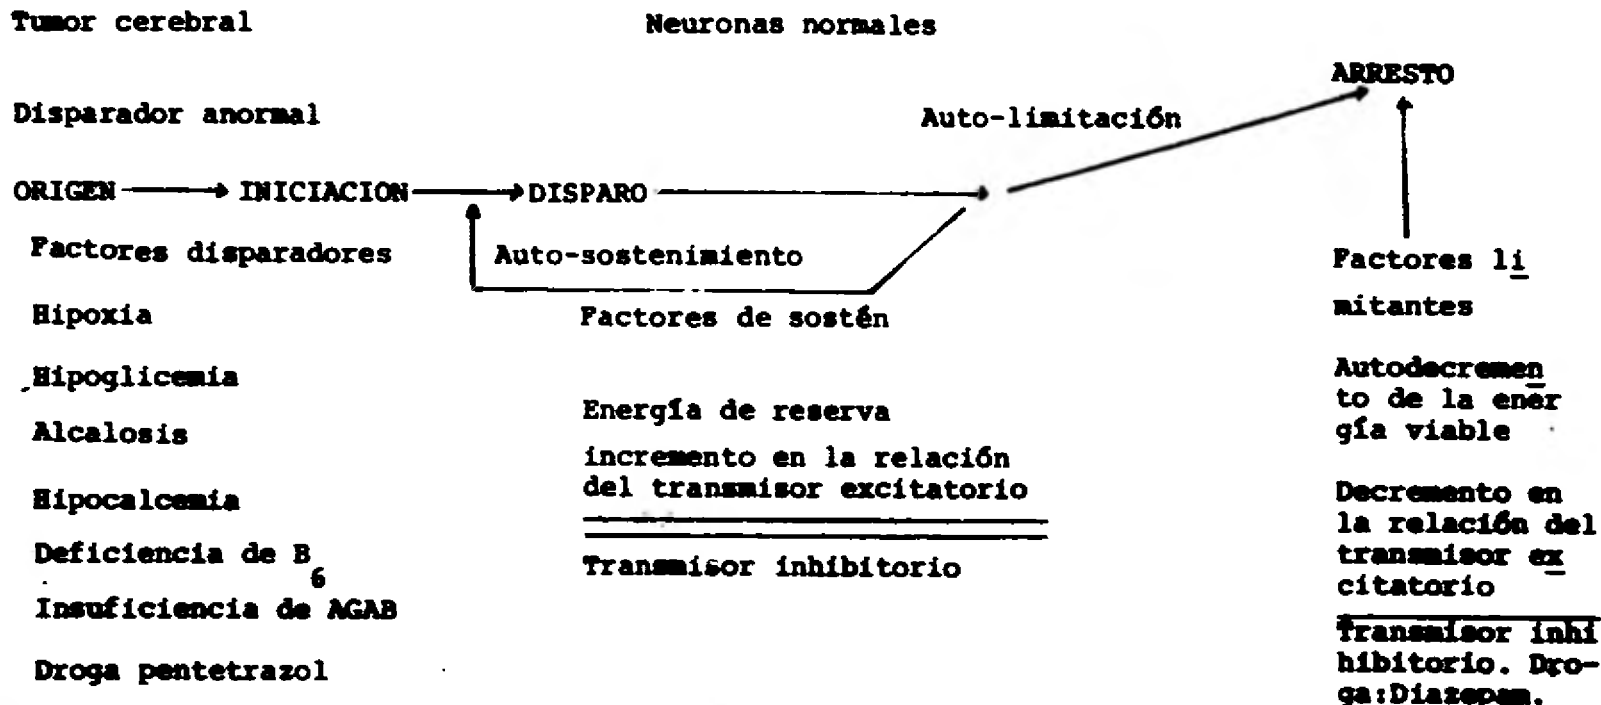 Tumor cerebral
Neuronas normales
ARRESTO
Disparador anormal
Auto-limitación
ORIGEN INICIACION DISPARO
Factores disparadores
Auto-sostenimiento
Hipoxia
Factores de sostén
Hipoglicemia
Energía de reserva
Alcalosis
incremento en la relación
del transmisor excitatorio
Hipocalcemia
Deficiencia de B6
Transmisor inhibitorio
Insuficiencia de AGAB
Droga pentetrazol
Factores li
mitantes
Autodecremen
to de la ener
gía viable
Decremento en
la relación del
transmisor ex
citatorio
Transmisor inhi
hibitorio. Dro-
ga:Diazepam.